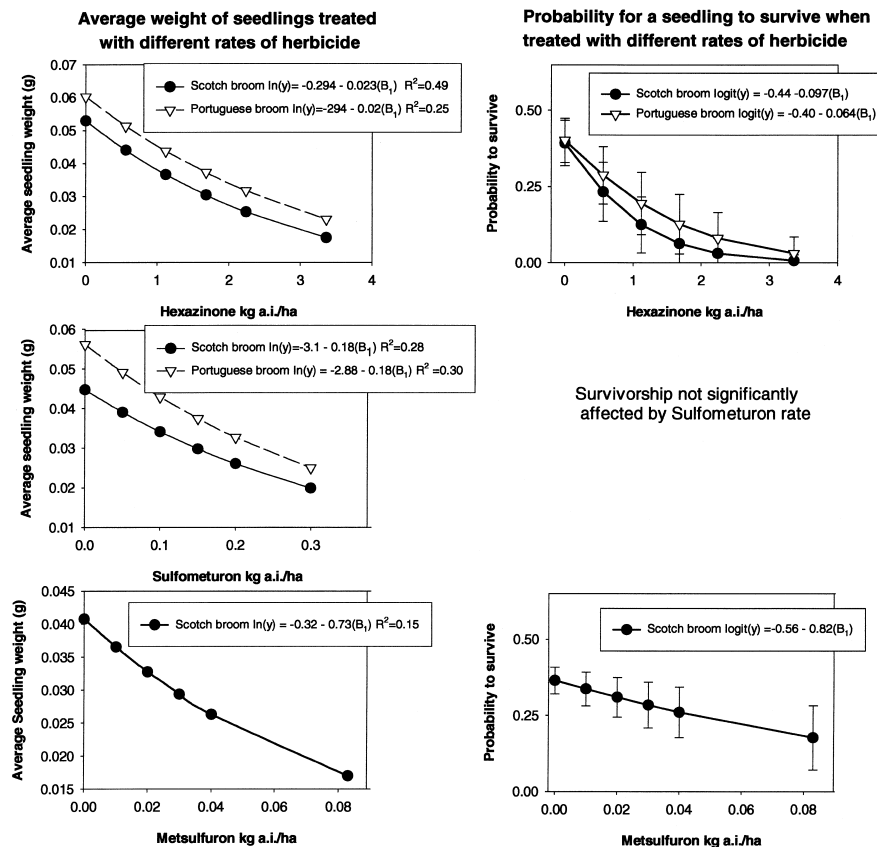 Average weight of seedlings treated
with different rates of herbicide
Probability for a seedling to survive when
treated with different rates of herbicide
Average seedling weight (g)
0.07
0.06
0.05
0.04
0.03
0.02
0.01
Scotch broom ln(y)= -0.294 - 0.023(B1) R2=0.49
Portuguese broom ln(y)=-294 - 0.02(B1) R2=0.25
0
1
2
3
4
Hexazinone kg a.i./ha
Probability to survive
0.50
0.25
0.00
Scotch broom logit(y) = -0.44 -0.097(B1)
Portuguese broom logit(y) = -0.40 - 0.064(B1)
0
1
2
3
4
Hexazinone kg a.i./ha
Average seedling weight (g)
0.06
0.05
0.04
0.03
0.02
0.01
Scotch broom ln(y)=-3.1 - 0.18(B1) R2=0.28
Portuguese broom ln(y) = -2.88 - 0.18(B1) R2 =0.30
0.0
0.1
0.2
0.3
Sulfometuron kg a.i./ha
Survivorship not significantly
affected by Sulfometuron rate
Average Seedling weight (g)
0.045
0.040
0.035
0.030
0.025
0.020
0.015
Scotch broom ln(y) = -0.32 - 0.73(B1) R2=0.15
0.00
0.02
0.04
0.06
0.08
Metsulfuron kg a.i./ha
Probability to survive
0.50
0.25
0.00
Scotch broom logit(y)=-0.56 - 0.82(B1)
0.00
0.02
0.04
0.06
0.08
Metsulfuron kg a.i./ha